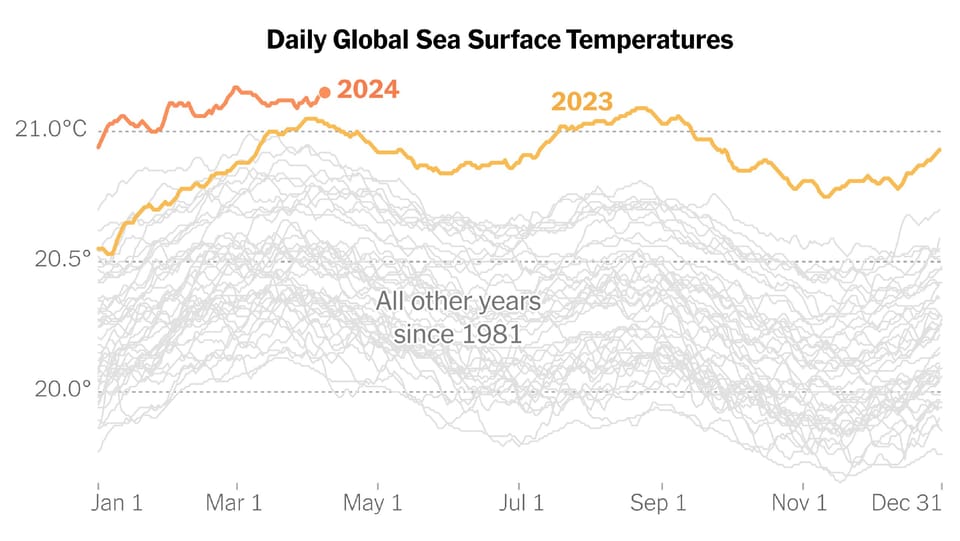 Daily Global Sea Surface Temperatures
2024
2023
21.0°C
20.5°
All other years
since 1981
20.0°
Jan 1 Mar 1 May 1 Jul 1 Sep 1 Nov 1 Dec 31